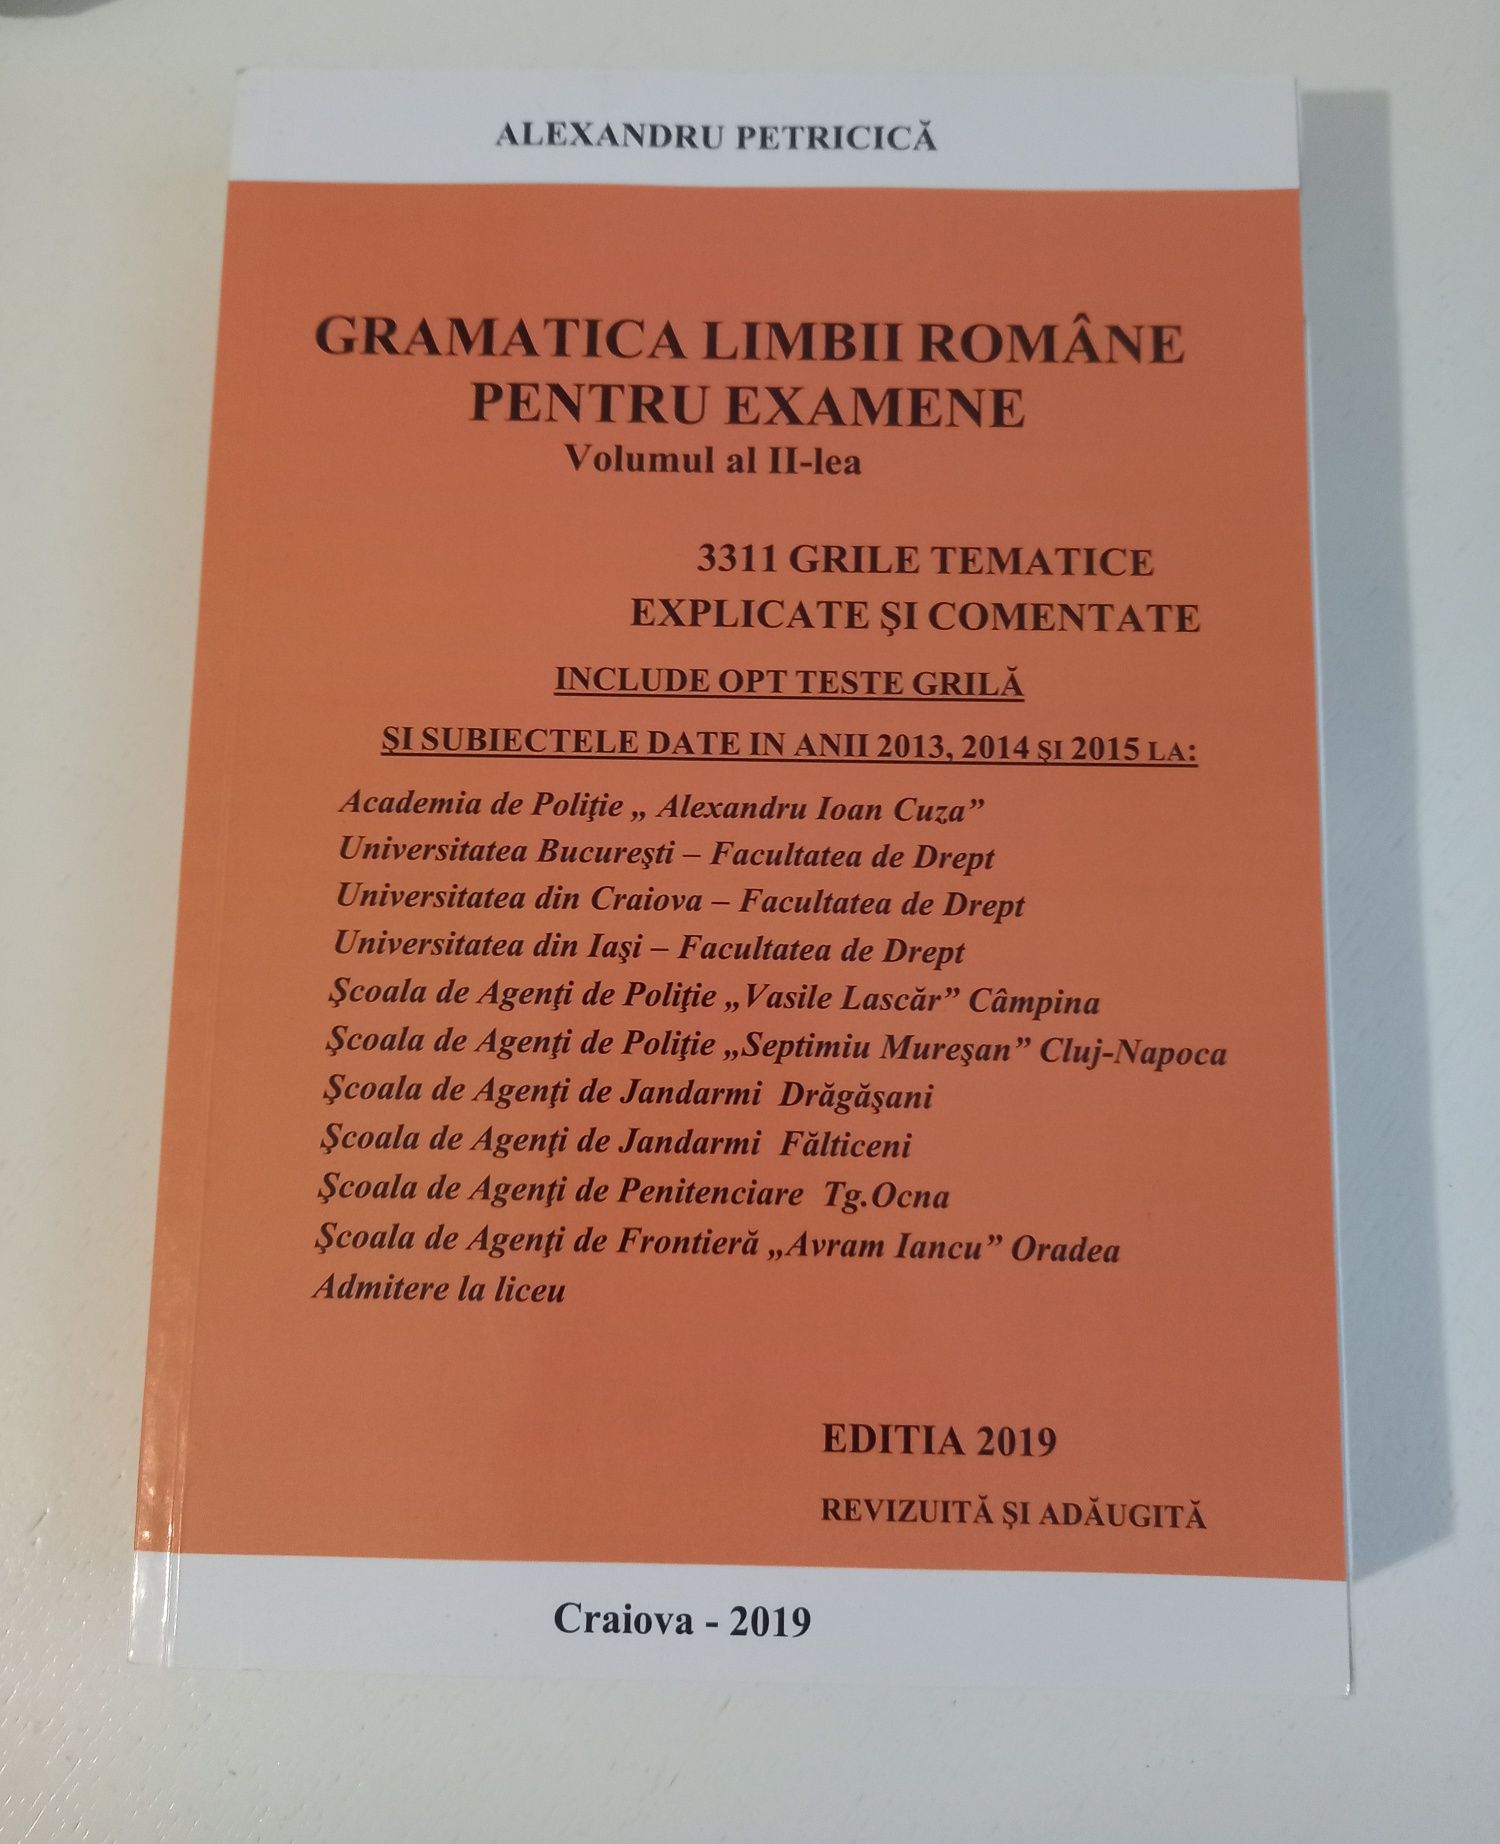 ALEXANDRU PETRICICĂ
GRAMATICA LIMBII ROMÂNE
PENTRU EXAMENE
Volumul al II-lea
3311 GRILE TEMATICE
EXPLICATE ŞI COMENTATE
INCLUDE OPT TESTE GRILĂ
ŞI SUBIECTELE DATE IN ANII 2013, 2014 ŞI 2015 LA:
Academia de Poliţie „ Alexandru Ioan Cuza”
Universitatea Bucureşti – Facultatea de Drept
Universitatea din Craiova – Facultatea de Drept
Universitatea din Iaşi – Facultatea de Drept
Şcoala de Agenţi de Poliţie „Vasile Lascăr” Câmpina
Şcoala de Agenţi de Poliţie „Septimiu Mureşan” Cluj-Napoca
Şcoala de Agenţi de Jandarmi Drăgăşani
Şcoala de Agenţi de Jandarmi Fălticeni
Şcoala de Agenţi de Penitenciare Tg.Ocna
Şcoala de Agenţi de Frontieră „Avram Iancu” Oradea
Admitere la liceu
EDITIA 2019
REVIZUITĂ ŞI ADĂUGITĂ
Craiova - 2019